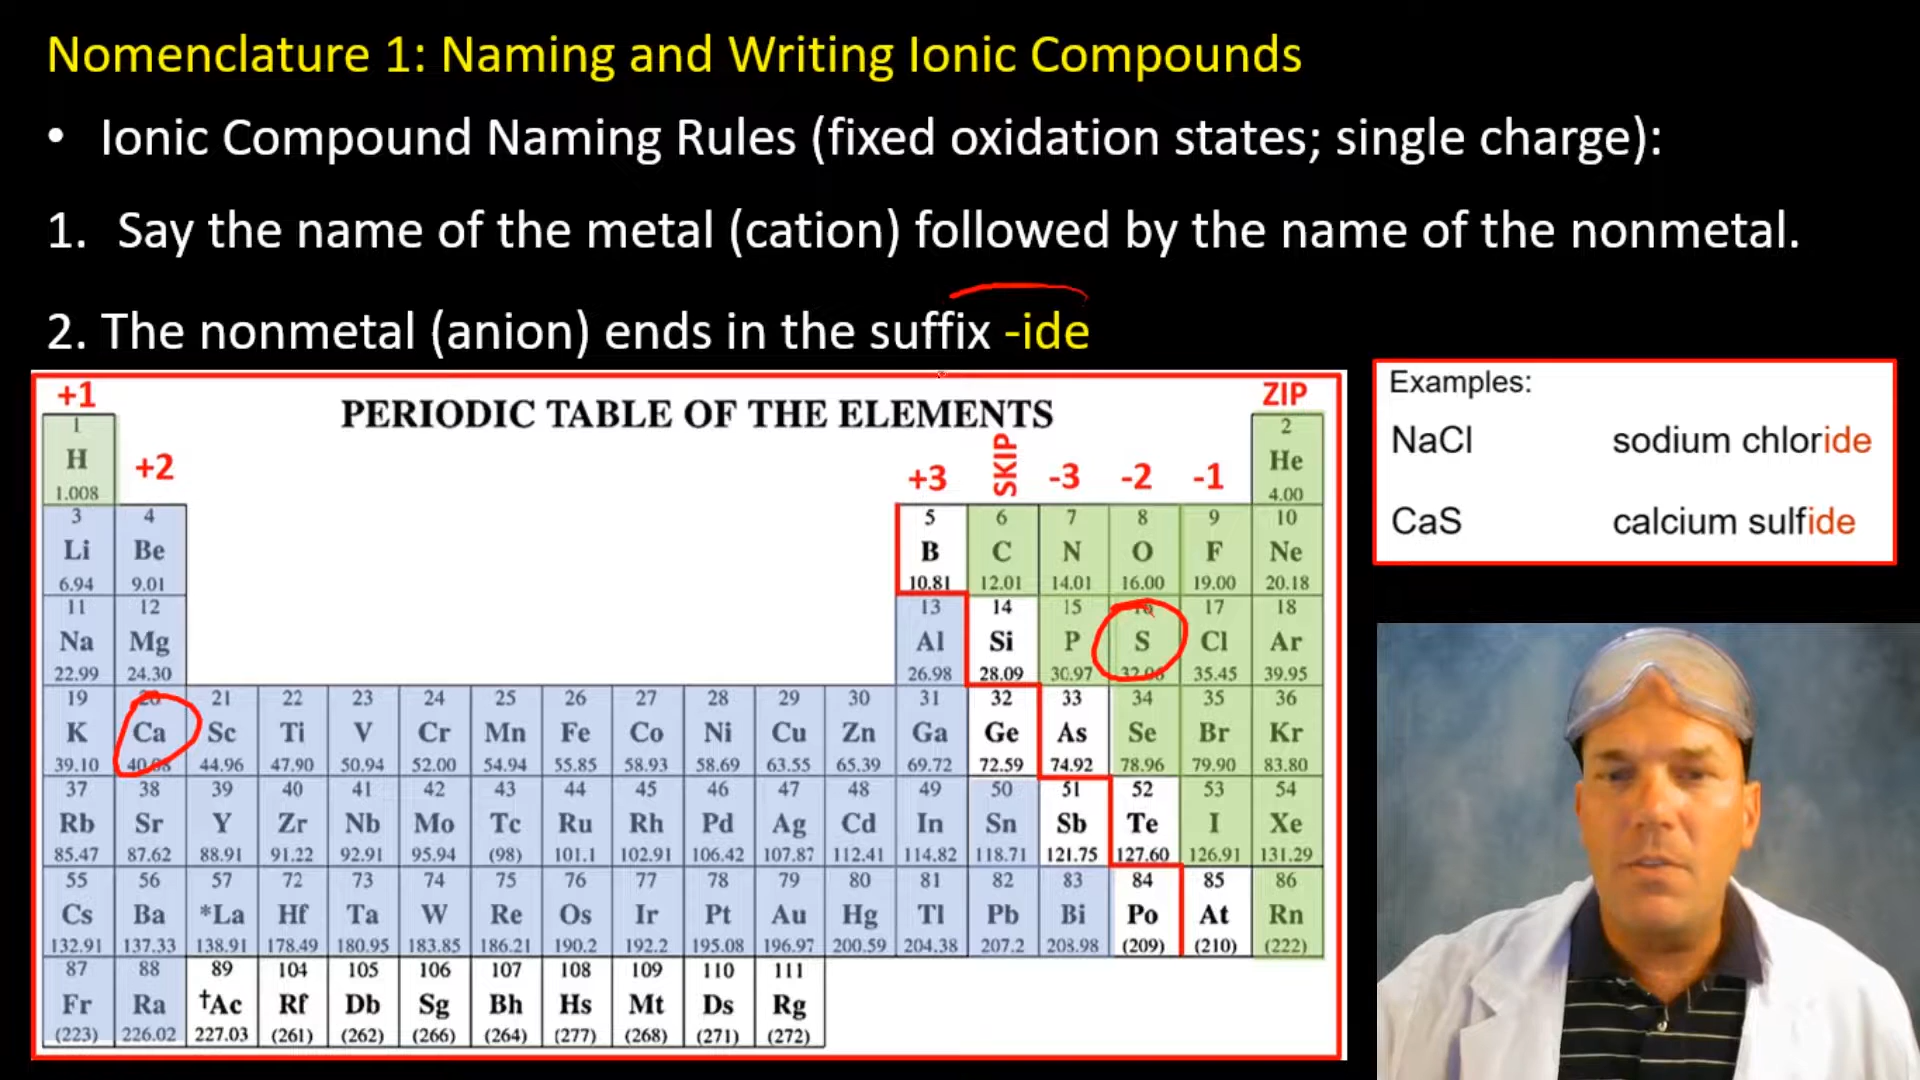 Nomenclature 1: Naming and Writing Ionic Compounds
• Ionic Compound Naming Rules (fixed oxidation states; single charge):
1. Say the name of the metal (cation) followed by the name of the nonmetal.
2. The nonmetal (anion) ends in the suffix -ide
+1 ZIP
PERIODIC TABLE OF THE ELEMENTS
+2 +3 SKIP -3 -2 -1
1 2
H He
1.008 4.00
3 4 5 6 7 8 9 10
Li Be B C N O F Ne
6.94 9.01 10.81 12.01 14.01 16.00 19.00 20.18
11 12 13 14 15 16 17 18
Na Mg Al Si P S Cl Ar
22.99 24.30 26.98 28.09 30.97 32.06 35.45 39.95
19 20 21 22 23 24 25 26 27 28 29 30 31 32 33 34 35 36
K Ca Sc Ti V Cr Mn Fe Co Ni Cu Zn Ga Ge As Se Br Kr
39.10 40.08 44.96 47.90 50.94 52.00 54.94 55.85 58.93 58.69 63.55 65.39 69.72 72.59 74.92 78.96 79.90 83.80
37 38 39 40 41 42 43 44 45 46 47 48 49 50 51 52 53 54
Rb Sr Y Zr Nb Mo Tc Ru Rh Pd Ag Cd In Sn Sb Te I Xe
85.47 87.62 88.91 91.22 92.91 95.94 (98) 101.1 102.91 106.42 107.87 112.41 114.82 118.71 121.75 127.60 126.91 131.29
55 56 57 72 73 74 75 76 77 78 79 80 81 82 83 84 85 86
Cs Ba *La Hf Ta W Re Os Ir Pt Au Hg Tl Pb Bi Po At Rn
132.91 137.33 138.91 178.49 180.95 183.85 186.21 190.2 192.2 195.08 196.97 200.59 204.38 207.2 208.98 (209) (210) (222)
87 88 89 104 105 106 107 108 109 110 111
Fr Ra †Ac Rf Db Sg Bh Hs Mt Ds Rg
(223) 226.02 227.03 (261) (262) (266) (264) (277) (268) (271) (272)
Examples:
NaCl sodium chloride
CaS calcium sulfide